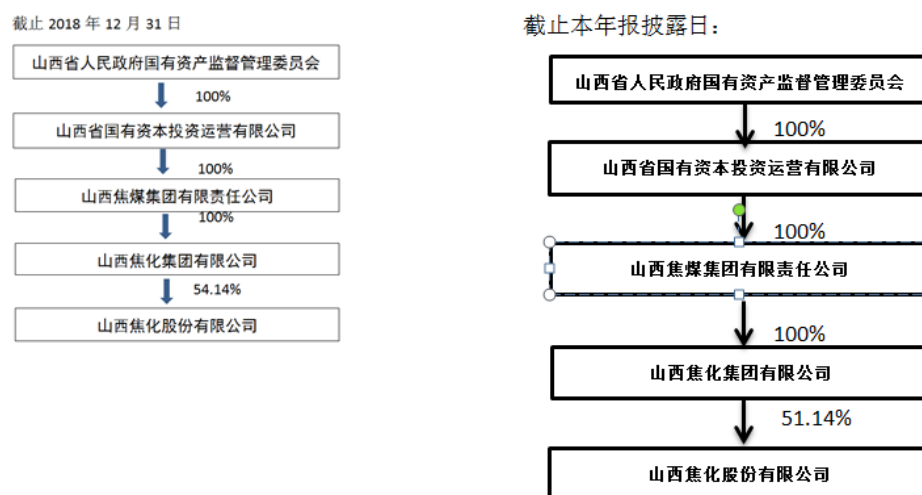 截止 2018 年 12 月 31 日
山西省人民政府国有资产监督管理委员会
100%
山西省国有资本投资运营有限公司
100%
山西焦煤集团有限责任公司
100%
山西焦化集团有限公司
54.14%
山西焦化股份有限公司
截止本年报披露日：
山西省人民政府国有资产监督管理委员会
100%
山西省国有资本投资运营有限公司
100%
山西焦煤集团有限责任公司
100%
山西焦化集团有限公司
51.14%
山西焦化股份有限公司